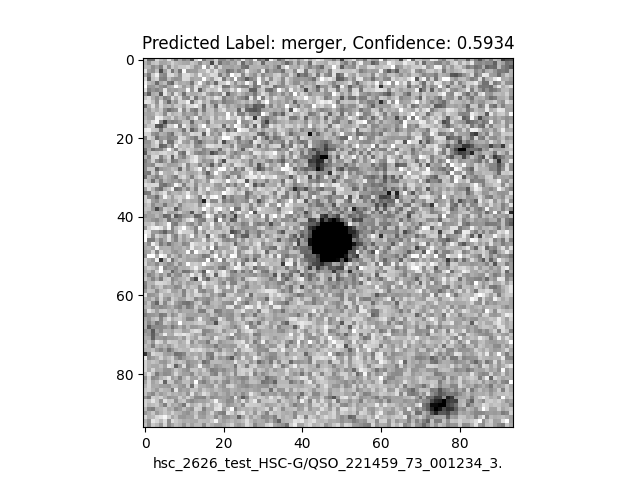 Predicted Label: merger, Confidence: 0.5934
0
20
40
60
80
0 20 40 60 80
hsc_2626_test_HSC-G/QSO_221459_73_001234_3.